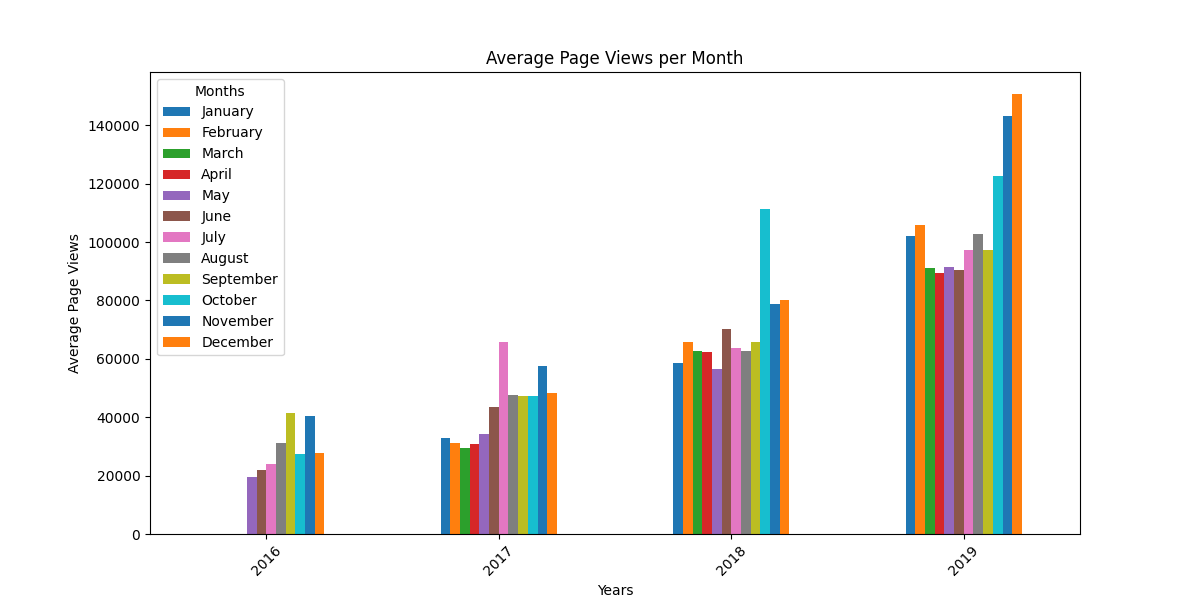 Average Page Views per Month
Average Page Views
140000
120000
100000
80000
60000
40000
20000
0
Months
January
February
March
April
May
June
July
August
September
October
November
December
2016
2017
2018
2019
Years